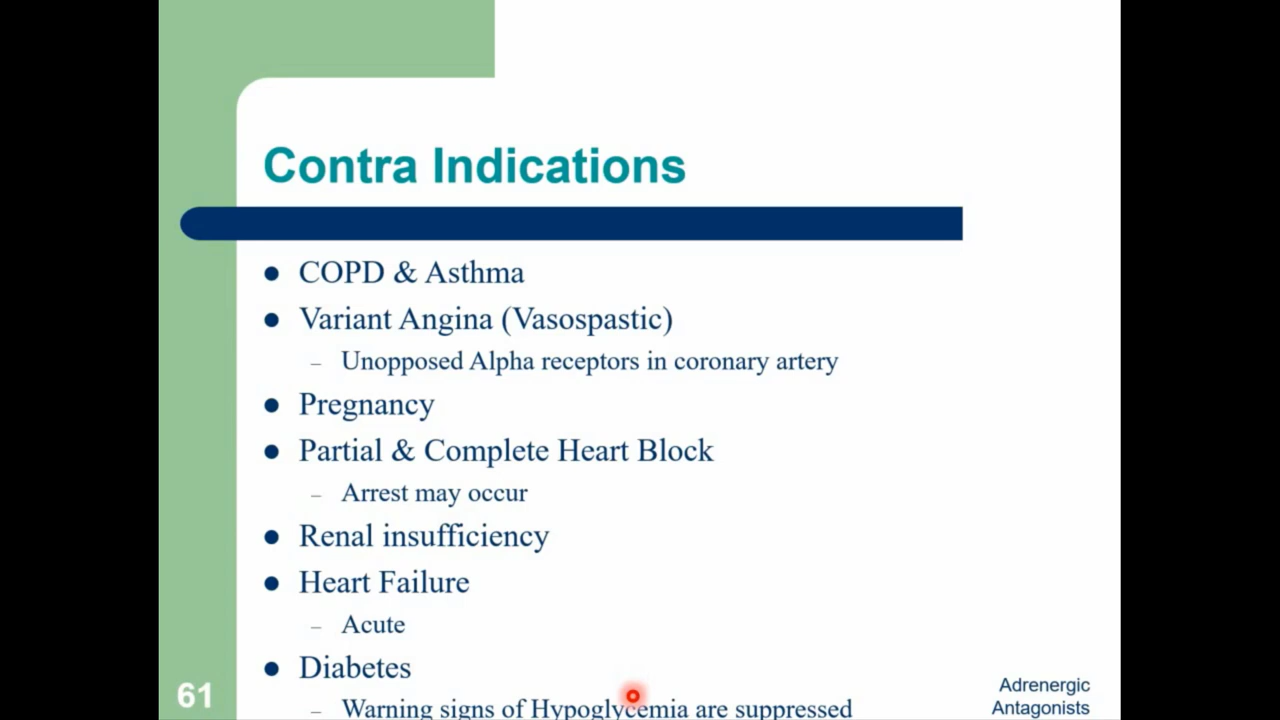 Contra Indications
● COPD & Asthma
● Variant Angina (Vasospastic)
– Unopposed Alpha receptors in coronary artery
● Pregnancy
● Partial & Complete Heart Block
– Arrest may occur
● Renal insufficiency
● Heart Failure
– Acute
● Diabetes
– Warning signs of Hypoglycemia are suppressed
61
Adrenergic
Antagonists